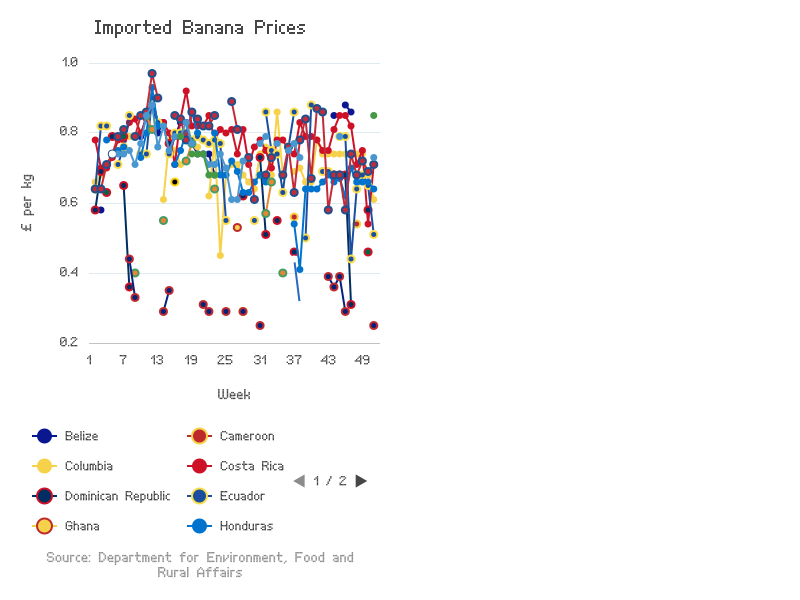 Imported Banana Prices
£ per kg
1.0
0.8
0.6
0.4
0.2
1 7 13 19 25 31 37 43 49
Week
Belize Cameroon
Columbia Costa Rica
1 / 2
Dominican Republic Ecuador
Ghana Honduras
Source: Department for Environment, Food and
Rural Affairs